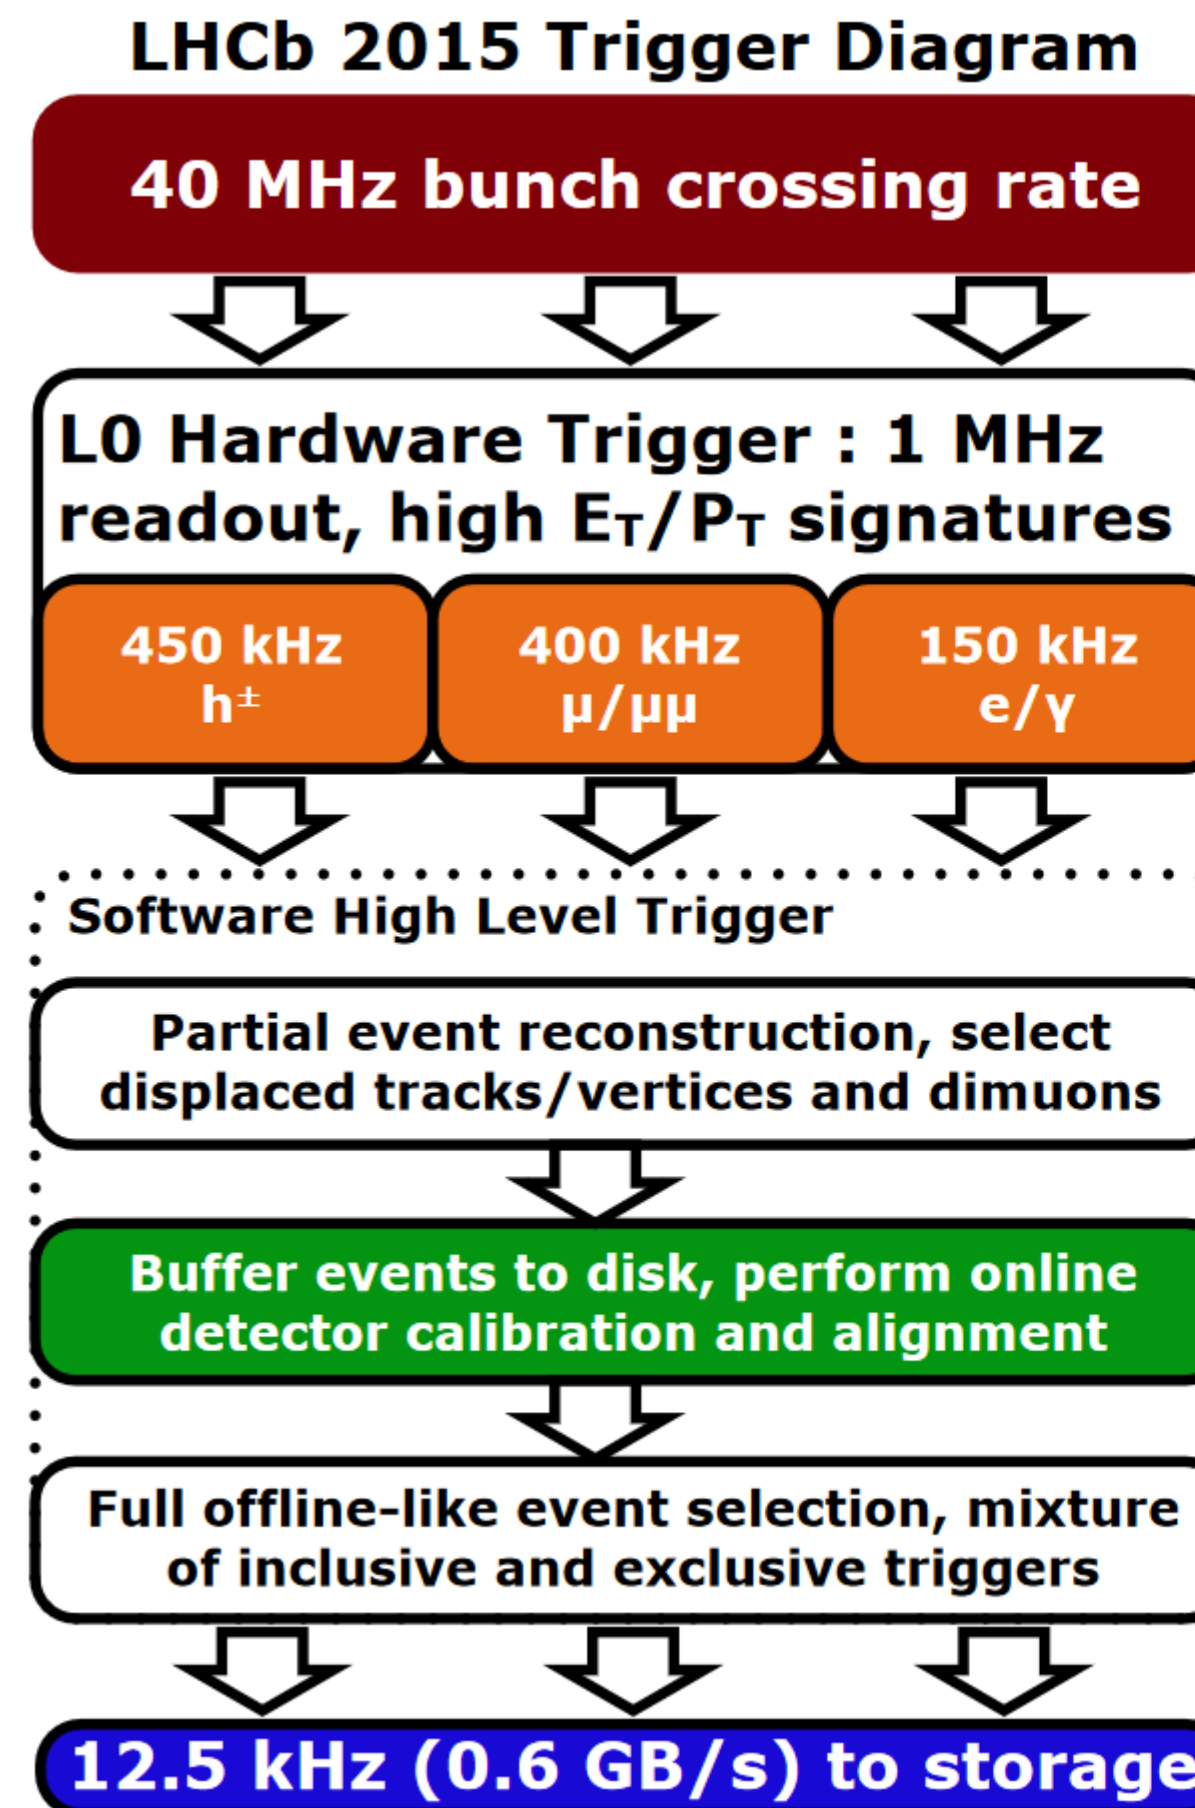 LHCb 2015 Trigger Diagram
40 MHz bunch crossing rate
L0 Hardware Trigger : 1 MHz
readout, high ET/PT signatures
450 kHz
h±
400 kHz
µ/µµ
150 kHz
e/γ
Software High Level Trigger
Partial event reconstruction, select
displaced tracks/vertices and dimuons
Buffer events to disk, perform online
detector calibration and alignment
Full offline-like event selection, mixture
of inclusive and exclusive triggers
12.5 kHz (0.6 GB/s) to storage